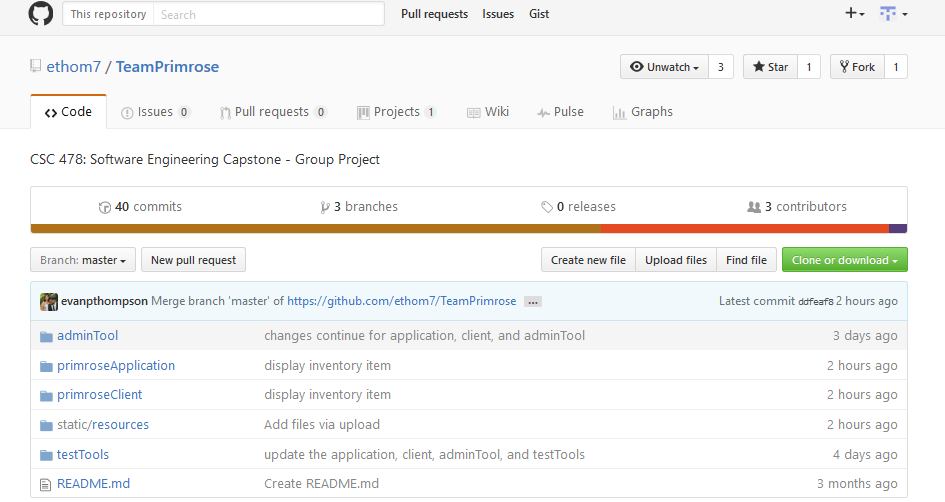 This repository Search Pull requests Issues Gist
ethom7 / TeamPrimrose Unwatch 3 Star 1 Fork 1
Code Issues 0 Pull requests 0 Projects 1 Wiki Pulse Graphs
CSC 478: Software Engineering Capstone - Group Project
40 commits 3 branches 0 releases 3 contributors
Branch: master New pull request Create new file Upload files Find file Clone or download
evanpthompson Merge branch 'master' of https://github.com/ethom7/TeamPrimrose ... Latest commit ddfeaf8 2 hours ago
adminTool changes continue for application, client, and adminTool 3 days ago
primroseApplication display inventory item 2 hours ago
primroseClient display inventory item 2 hours ago
static/resources Add files via upload 2 hours ago
testTools update the application, client, adminTool, and testTools 4 days ago
README.md Create README.md 3 months ago